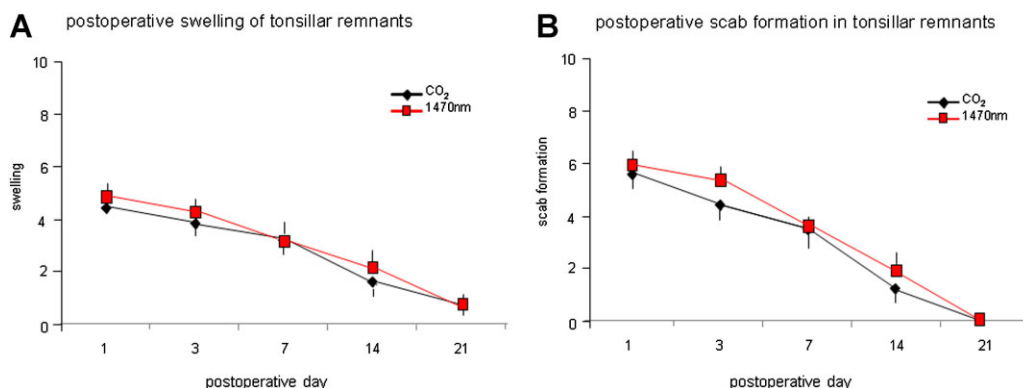 A postoperative swelling of tonsillar remnants
10
8
6
4
2
0
swelling
CO₂
1470nm
1 3 7 14 21
postoperative day
B postoperative scab formation in tonsillar remnants
10
8
6
4
2
0
scab formation
CO₂
1470nm
1 3 7 14 21
postoperative day